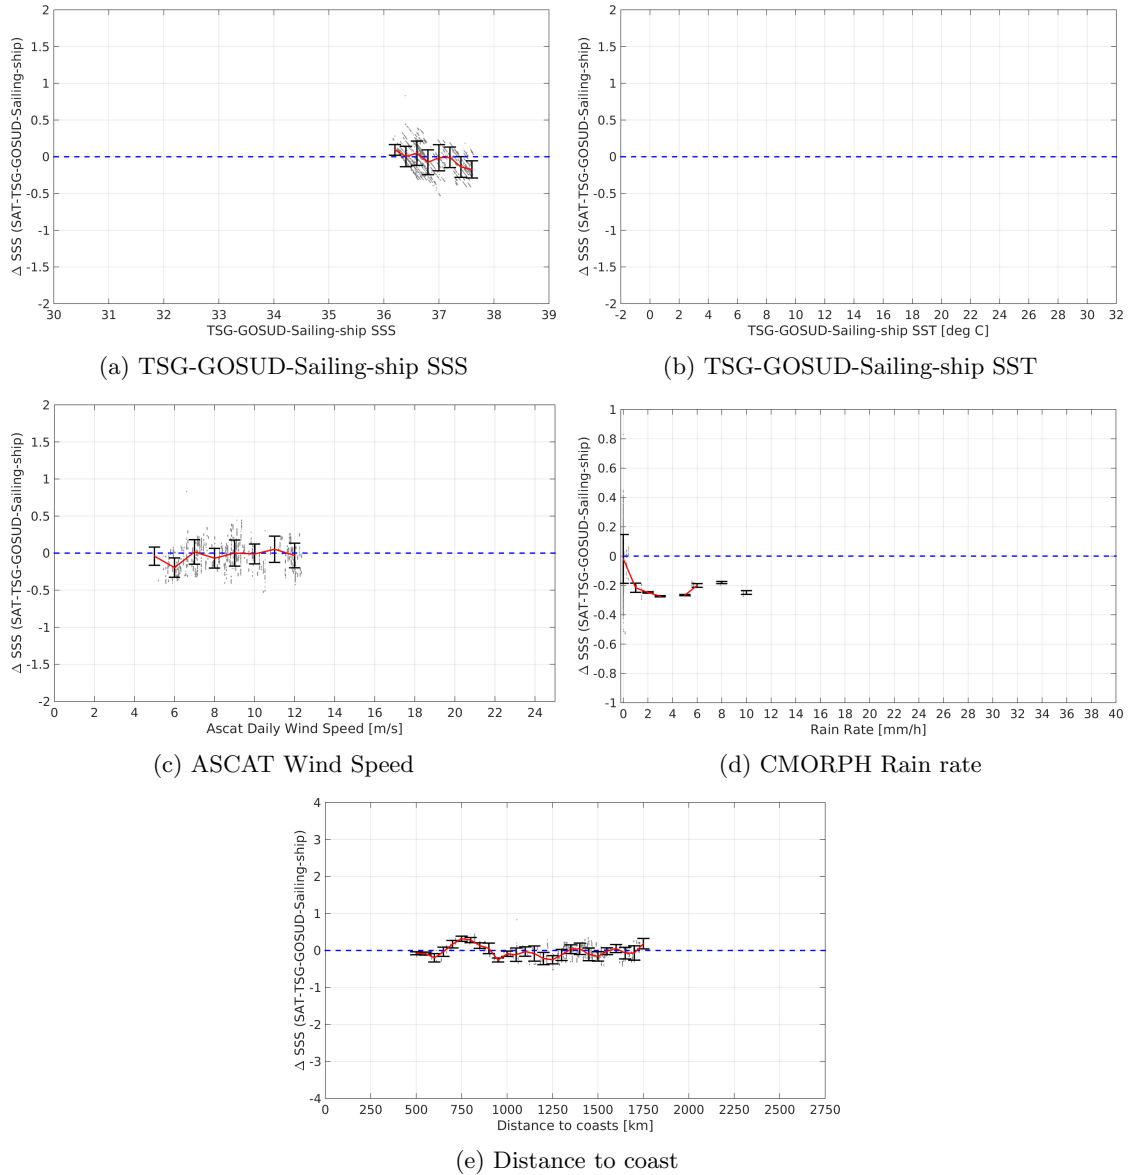 2
1.5
1
0.5
0
-0.5
-1
-1.5
-2
Δ SSS (SAT-TSG-GOSUD-Sailing-ship)
30 31 32 33 34 35 36 37 38 39
TSG-GOSUD-Sailing-ship SSS
(a) TSG-GOSUD-Sailing-ship SSS
2
1.5
1
0.5
0
-0.5
-1
-1.5
-2
Δ SSS (SAT-TSG-GOSUD-Sailing-ship)
-2 0 2 4 6 8 10 12 14 16 18 20 22 24 26 28 30 32
TSG-GOSUD-Sailing-ship SST [deg C]
(b) TSG-GOSUD-Sailing-ship SST
2
1.5
1
0.5
0
-0.5
-1
-1.5
-2
Δ SSS (SAT-TSG-GOSUD-Sailing-ship)
0 2 4 6 8 10 12 14 16 18 20 22 24
Ascat Daily Wind Speed [m/s]
(c) ASCAT Wind Speed
1
0.8
0.6
0.4
0.2
0
-0.2
-0.4
-0.6
-0.8
-1
Δ SSS (SAT-TSG-GOSUD-Sailing-ship)
0 2 4 6 8 10 12 14 16 18 20 22 24 26 28 30 32 34 36 38 40
Rain Rate [mm/h]
(d) CMORPH Rain rate
4
3
2
1
0
-1
-2
-3
-4
Δ SSS (SAT-TSG-GOSUD-Sailing-ship)
0 250 500 750 1000 1250 1500 1750 2000 2250 2500 2750
Distance to coasts [km]
(e) Distance to coast